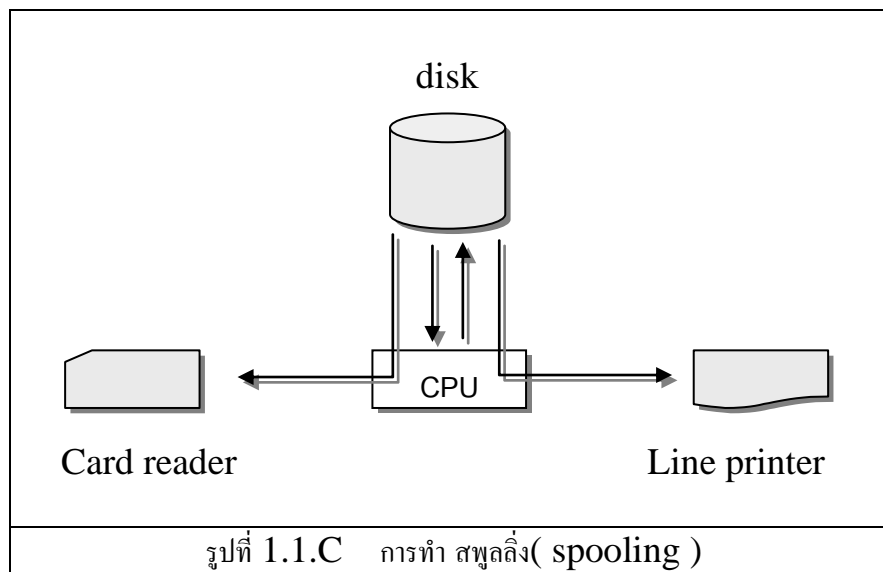 disk
CPU
Card reader
Line printer
รูปที่ 1.1.C การทำ สพูลลิ่ง( spooling )